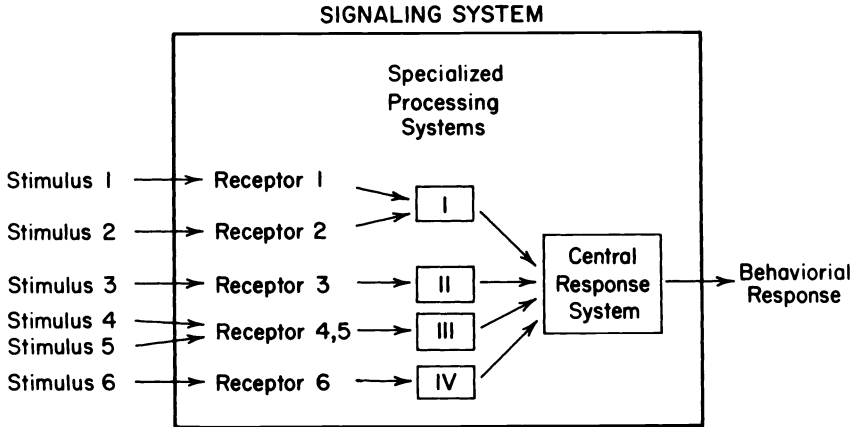 SIGNALING SYSTEM
Specialized
Processing
Systems
Stimulus 1
Receptor 1
I
Stimulus 2
Receptor 2
Stimulus 3
Receptor 3
II
Stimulus 4
Stimulus 5
Receptor 4,5
III
Stimulus 6
Receptor 6
IV
Central
Response
System
Behaviorial
Response